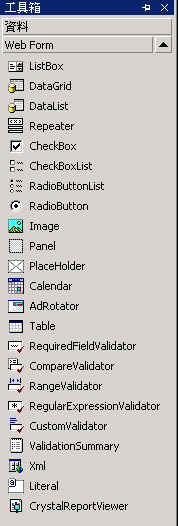 工具箱
資料
Web Form
ListBox
DataGrid
DataList
Repeater
CheckBox
CheckBoxList
RadioButtonList
RadioButton
Image
Panel
PlaceHolder
Calendar
AdRotator
Table
RequiredFieldValidator
CompareValidator
RangeValidator
RegularExpressionValidator
CustomValidator
ValidationSummary
Xml
Literal
CrystalReportViewer